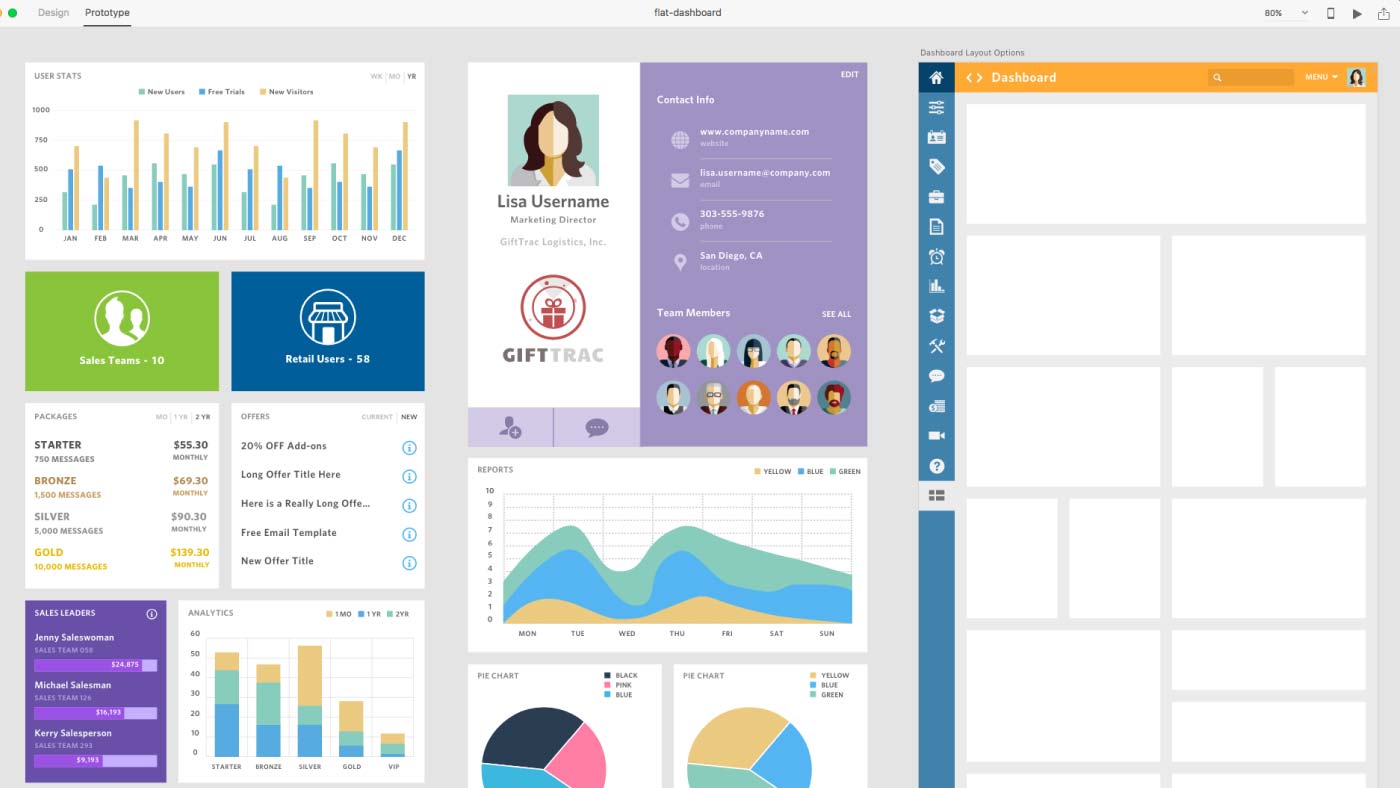 Design Prototype
flat-dashboard
80%
USER STATS
WK MO YR
New Users Free Trials New Visitors
1000
750
500
250
0
JAN FEB MAR APR MAY JUN JUL AUG SEP OCT NOV DEC
Sales Teams - 10
Retail Users - 58
PACKAGES
MO 1 YR 2 YR
STARTER $55.30
750 MESSAGES MONTHLY
BRONZE $69.30
1,500 MESSAGES MONTHLY
SILVER $90.30
5,000 MESSAGES MONTHLY
GOLD $139.30
10,000 MESSAGES MONTHLY
OFFERS
CURRENT NEW
20% OFF Add-ons
Long Offer Title Here
Here is a Really Long Offe...
Free Email Template
New Offer Title
SALES LEADERS
Jenny Saleswoman
SALES TEAM 058
$24,875
Michael Salesman
SALES TEAM 126
$16,193
Kerry Salesperson
SALES TEAM 293
$9,193
ANALYTICS
1 MO 1 YR 2YR
60
50
40
30
20
10
0
STARTER BRONZE SILVER GOLD VIP
Lisa Username
Marketing Director
GiftTrac Logistics, Inc.
GIFTTRAC
EDIT
Contact Info
www.companyname.com
website
lisa.username@company.com
email
303-555-9876
phone
San Diego, CA
location
Team Members
SEE ALL
REPORTS
YELLOW BLUE GREEN
10
9
8
7
6
5
4
3
2
1
0
MON TUE WED THU FRI SAT SUN
PIE CHART
BLACK
PINK
BLUE
PIE CHART
YELLOW
BLUE
GREEN
Dashboard Layout Options
Dashboard
MENU